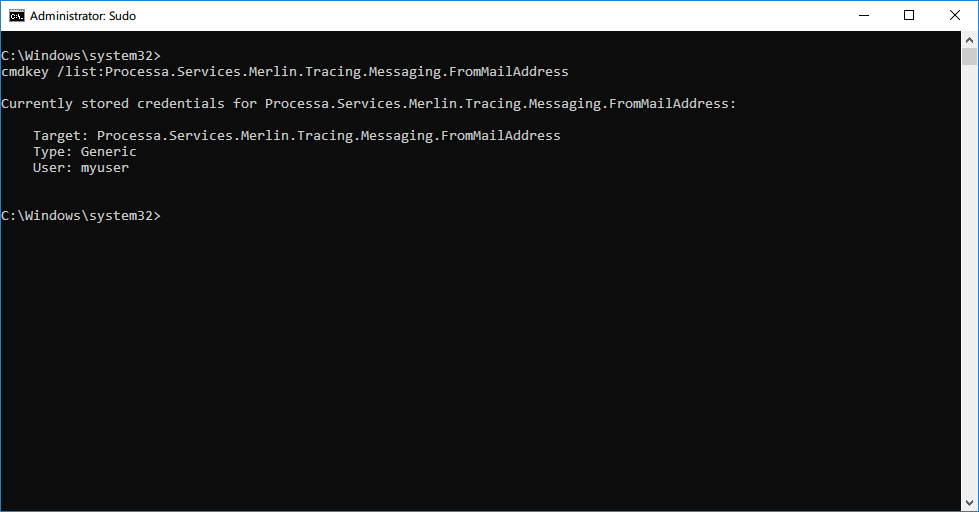 Administrator: Sudo
C:\Windows\system32>
cmdkey /list:Processa.Services.Merlin.Tracing.Messaging.FromMailAddress
Currently stored credentials for Processa.Services.Merlin.Tracing.Messaging.FromMailAddress:
Target: Processa.Services.Merlin.Tracing.Messaging.FromMailAddress
Type: Generic
User: myuser
C:\Windows\system32>